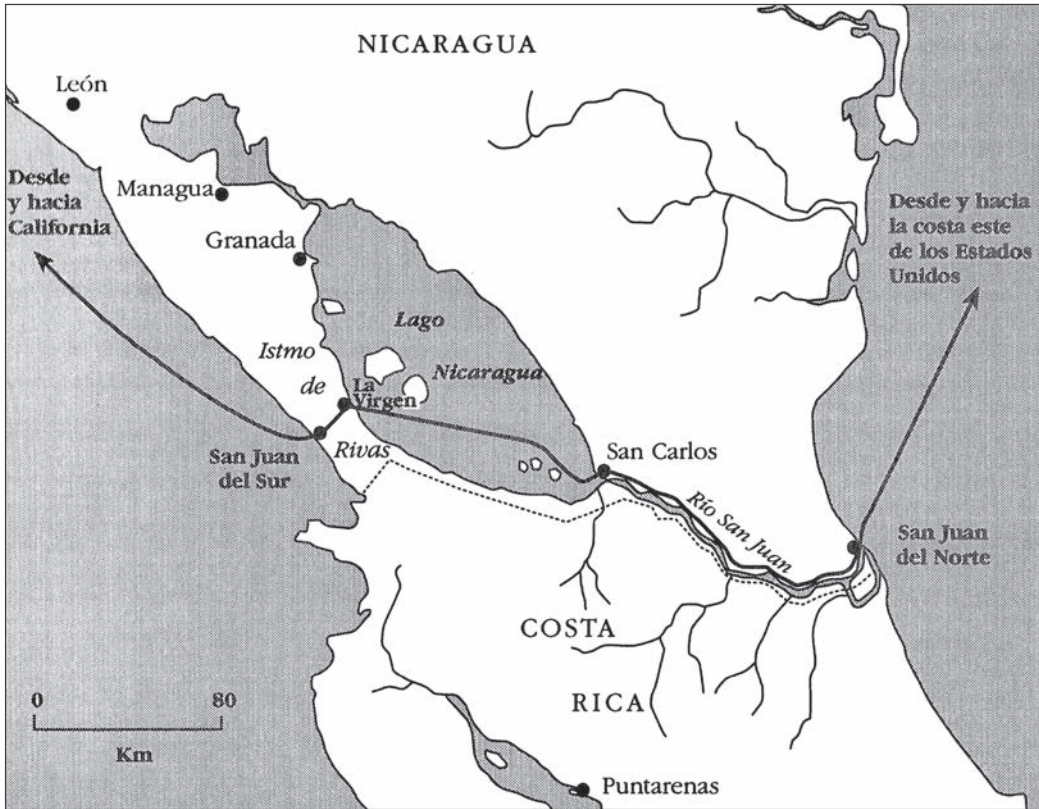 NICARAGUA
León
Desde
y hacia
California
Managua
Granada
Desde y hacia
la costa este
de los Estados
Unidos
Lago
Nicaragua
Istmo
de
La
Virgen
Rivas
San Juan
del Sur
San Carlos
Río San Juan
San Juan
del Norte
COSTA
RICA
0 80
Km
Puntarenas